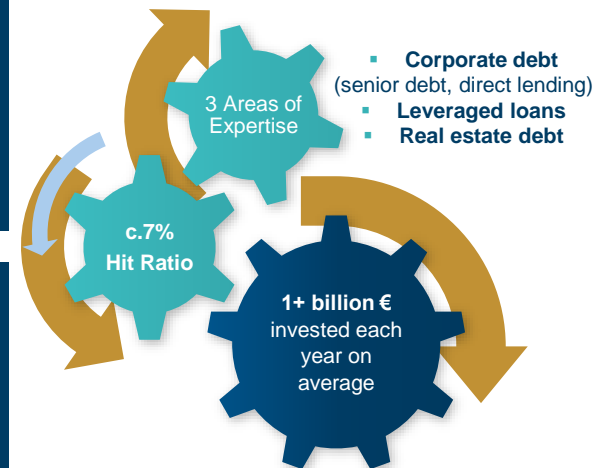 3 Areas of
Expertise
▪ Corporate debt
(senior debt, direct lending)
▪ Leveraged loans
▪ Real estate debt
c.7%
Hit Ratio
1+ billion €
invested each
year on
average